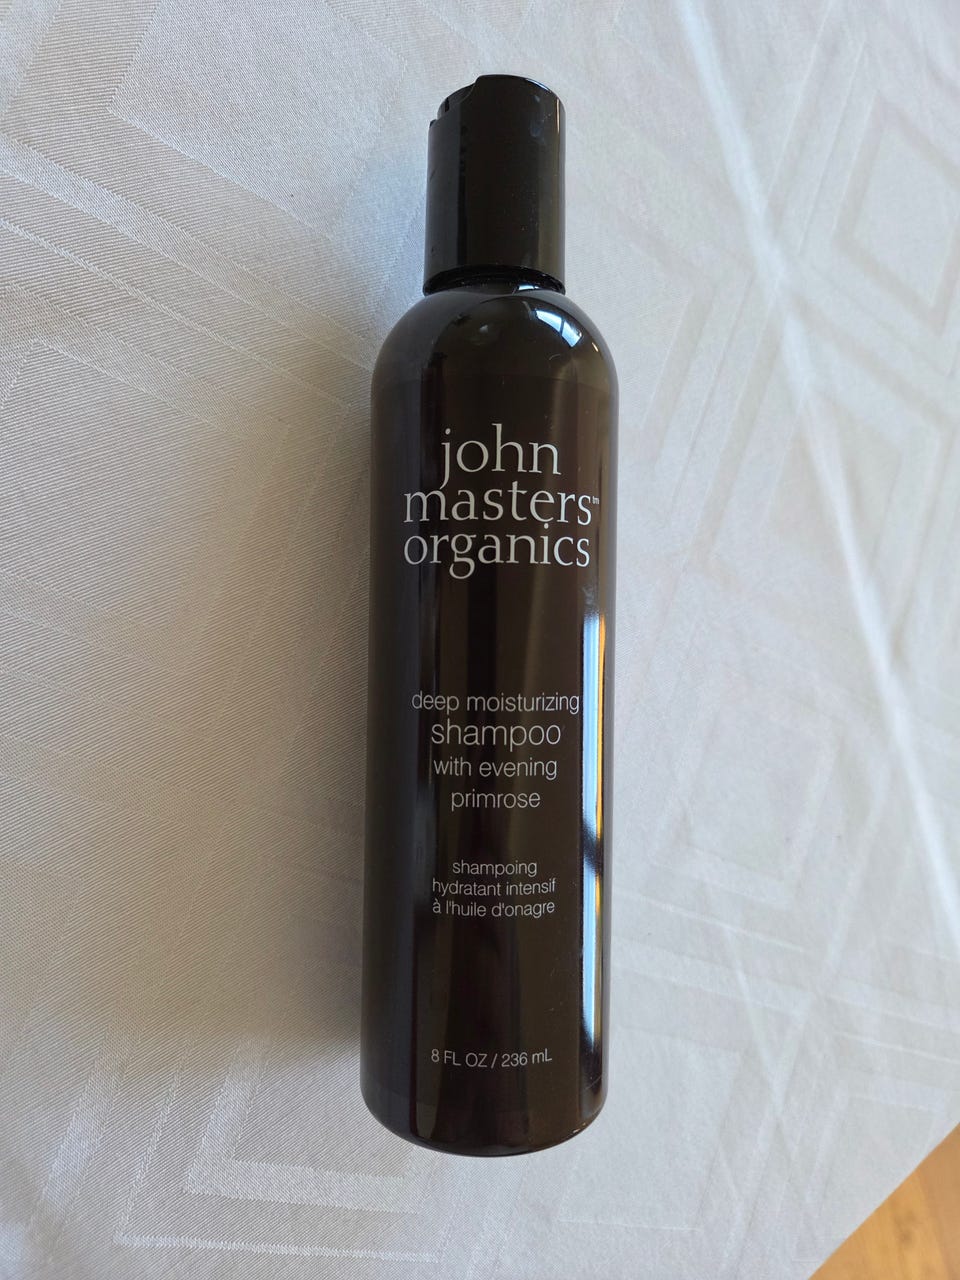 john
masters™
organics
deep moisturizing
shampoo
with evening
primrose
shampoing
hydratant intensif
à l'huile d'onagre
8 FL OZ / 236 mL